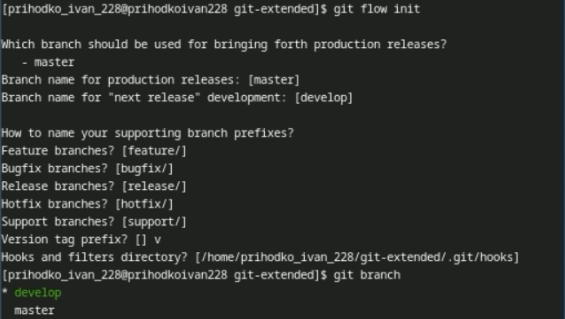 [prihodko_ivan_228@prihodkoivan228 git-extended]$ git flow init
Which branch should be used for bringing forth production releases?
- master
Branch name for production releases: [master]
Branch name for "next release" development: [develop]
How to name your supporting branch prefixes?
Feature branches? [feature/]
Bugfix branches? [bugfix/]
Release branches? [release/]
Hotfix branches? [hotfix/]
Support branches? [support/]
Version tag prefix? [] v
Hooks and filters directory? [/home/prihodko_ivan_228/git-extended/.git/hooks]
[prihodko_ivan_228@prihodkoivan228 git-extended]$ git branch
* develop
master